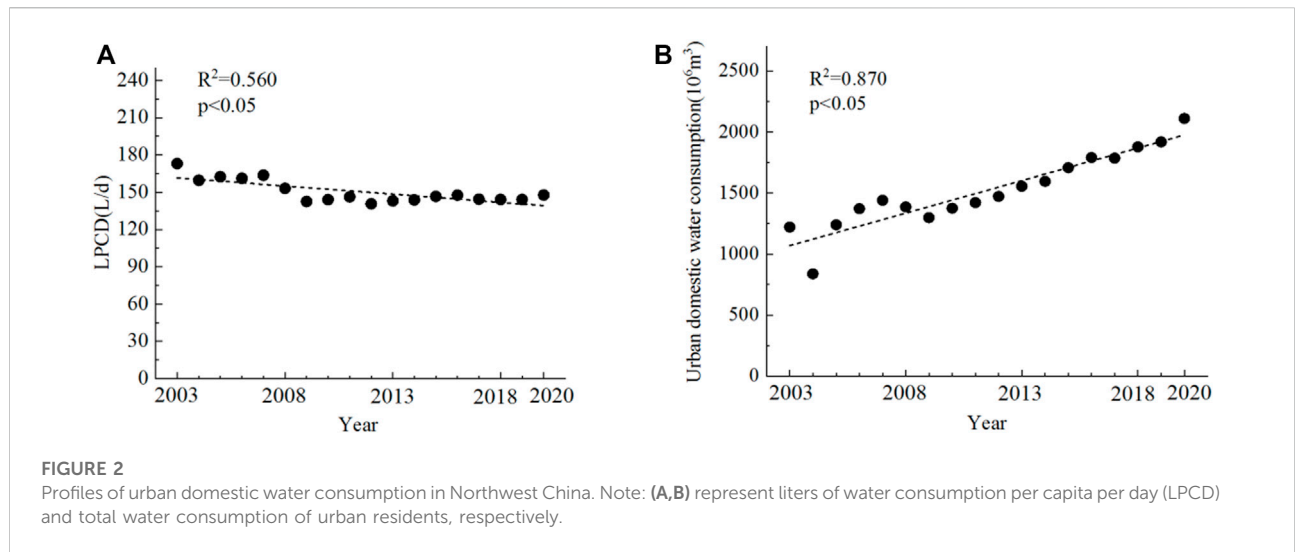 A
240
210
180
150
120
90
60
30
0
LPCD(L/d)
R²=0.560
p<0.05
2003 2008 2013 2018 2020
Year
B
2500
2000
1500
1000
500
0
Urban domestic water consumption(10⁶m³)
R²=0.870
p<0.05
2003 2008 2013 2018 2020
Year
FIGURE 2
Profiles of urban domestic water consumption in Northwest China. Note: (A,B) represent liters of water consumption per capita per day (LPCD)
and total water consumption of urban residents, respectively.